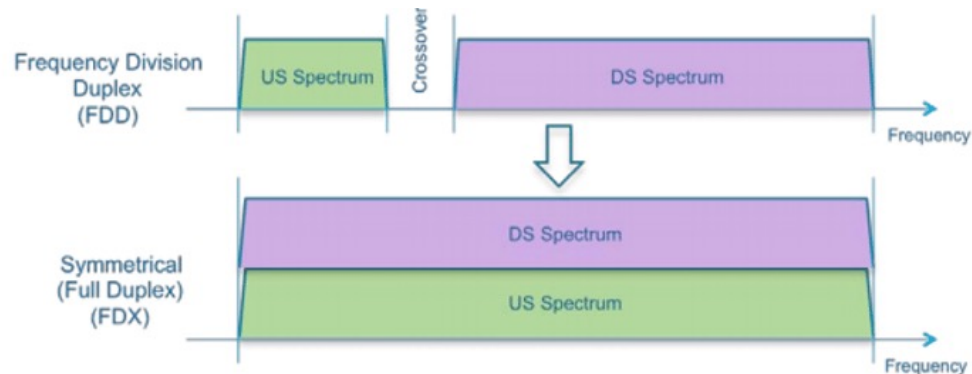 Frequency Division
Duplex
(FDD)
US Spectrum
Crossover
DS Spectrum
Frequency
Symmetrical
(Full Duplex)
(FDX)
DS Spectrum
US Spectrum
Frequency